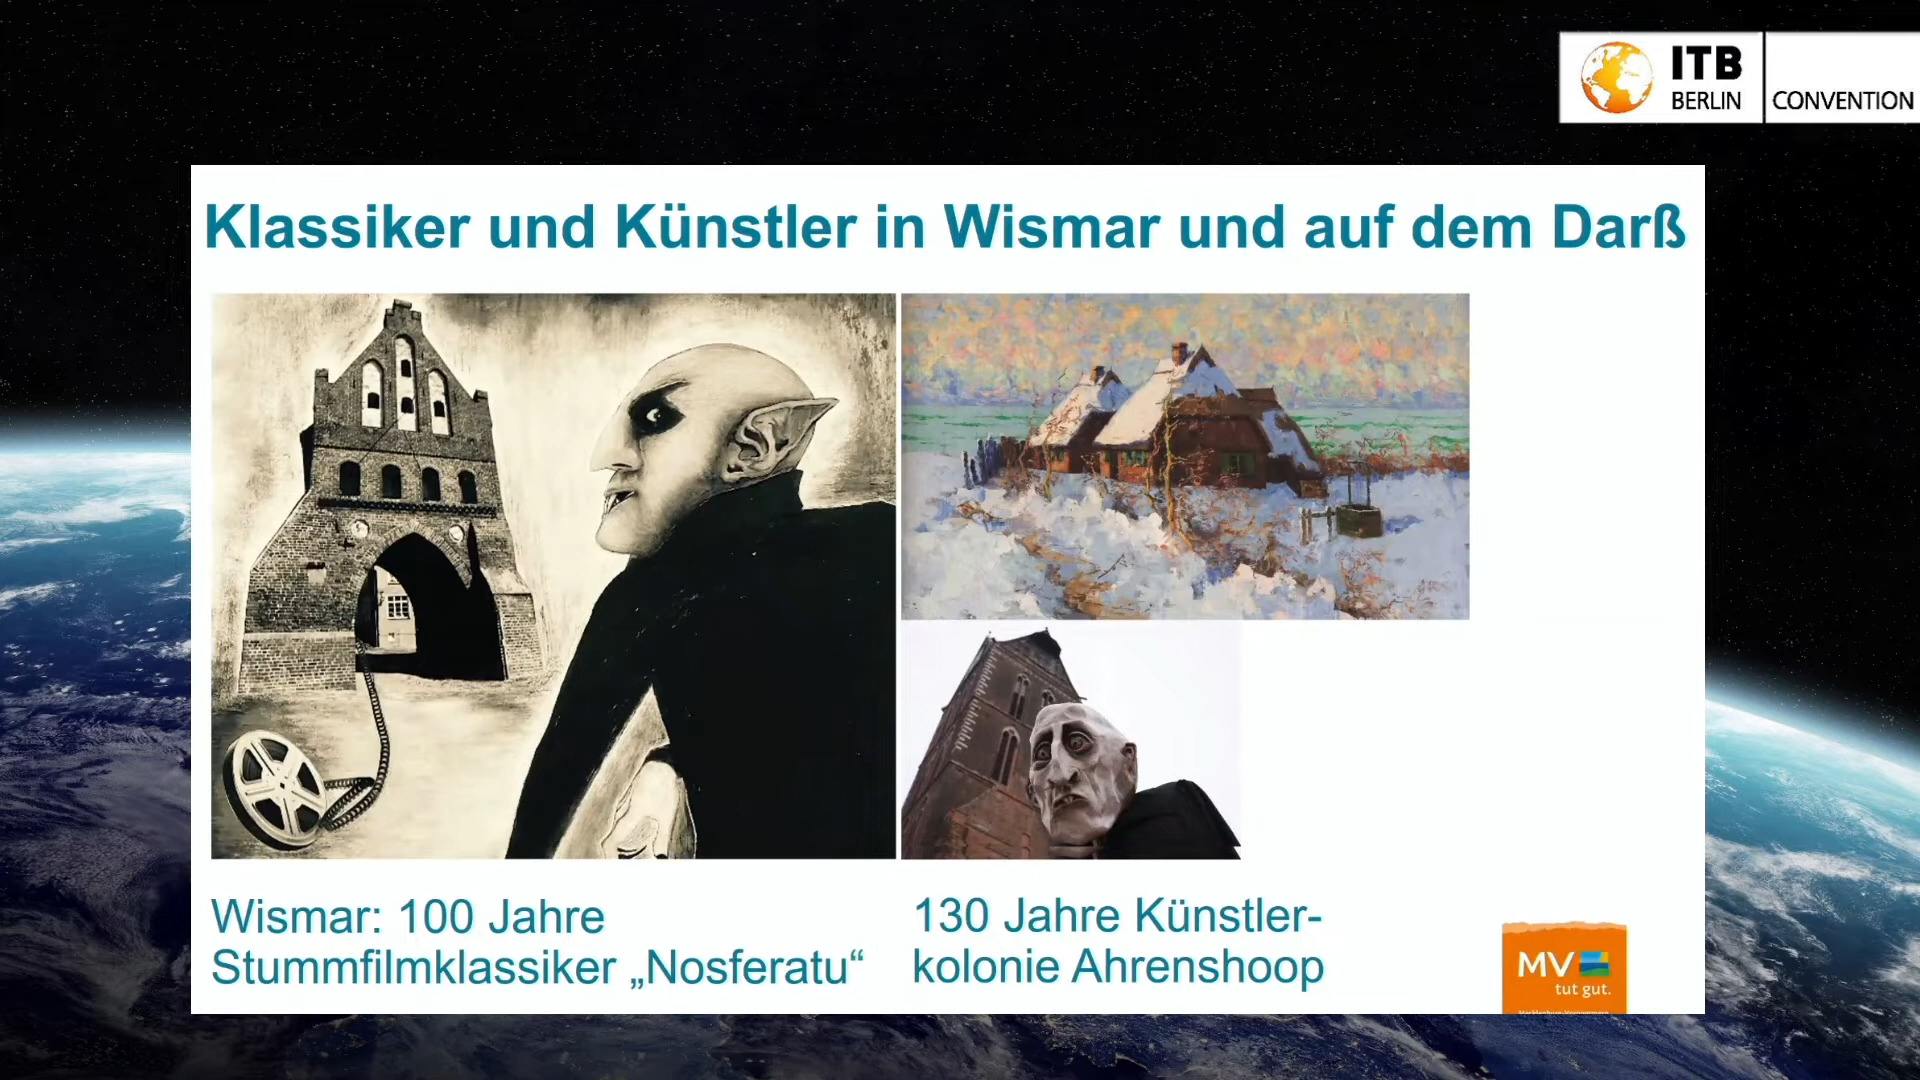 ITB
BERLIN
CONVENTION
Klassiker und Künstler in Wismar und auf dem Darß
Wismar: 100 Jahre
Stummfilmklassiker „Nosferatu“
130 Jahre Künstler-
kolonie Ahrenshoop
MV
tut gut.